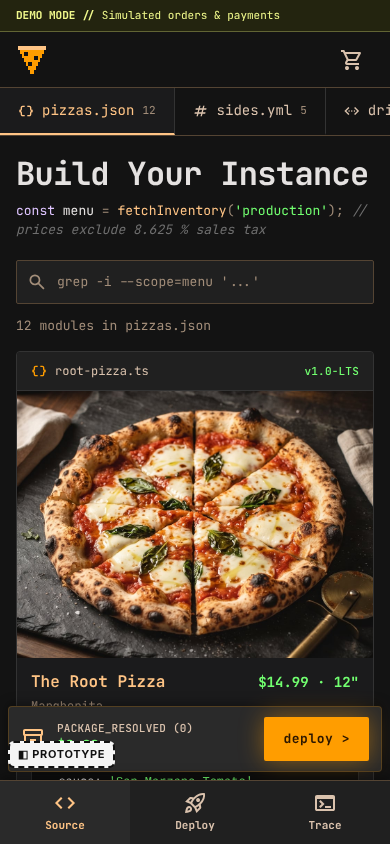 DEMO MODE // Simulated orders & payments
{} pizzas.json 12
# sides.yml 5
<·> dri
Build Your Instance
const menu = fetchInventory('production'); //
prices exclude 8.625 % sales tax
grep -i --scope=menu '...'
12 modules in pizzas.json
{} root-pizza.ts
v1.0-LTS
The Root Pizza
$14.99 · 12"
Margherita
PACKAGE_RESOLVED (0)
deploy >
PROTOTYPE
'San Marzano Tomato'
Source
Deploy
Trace